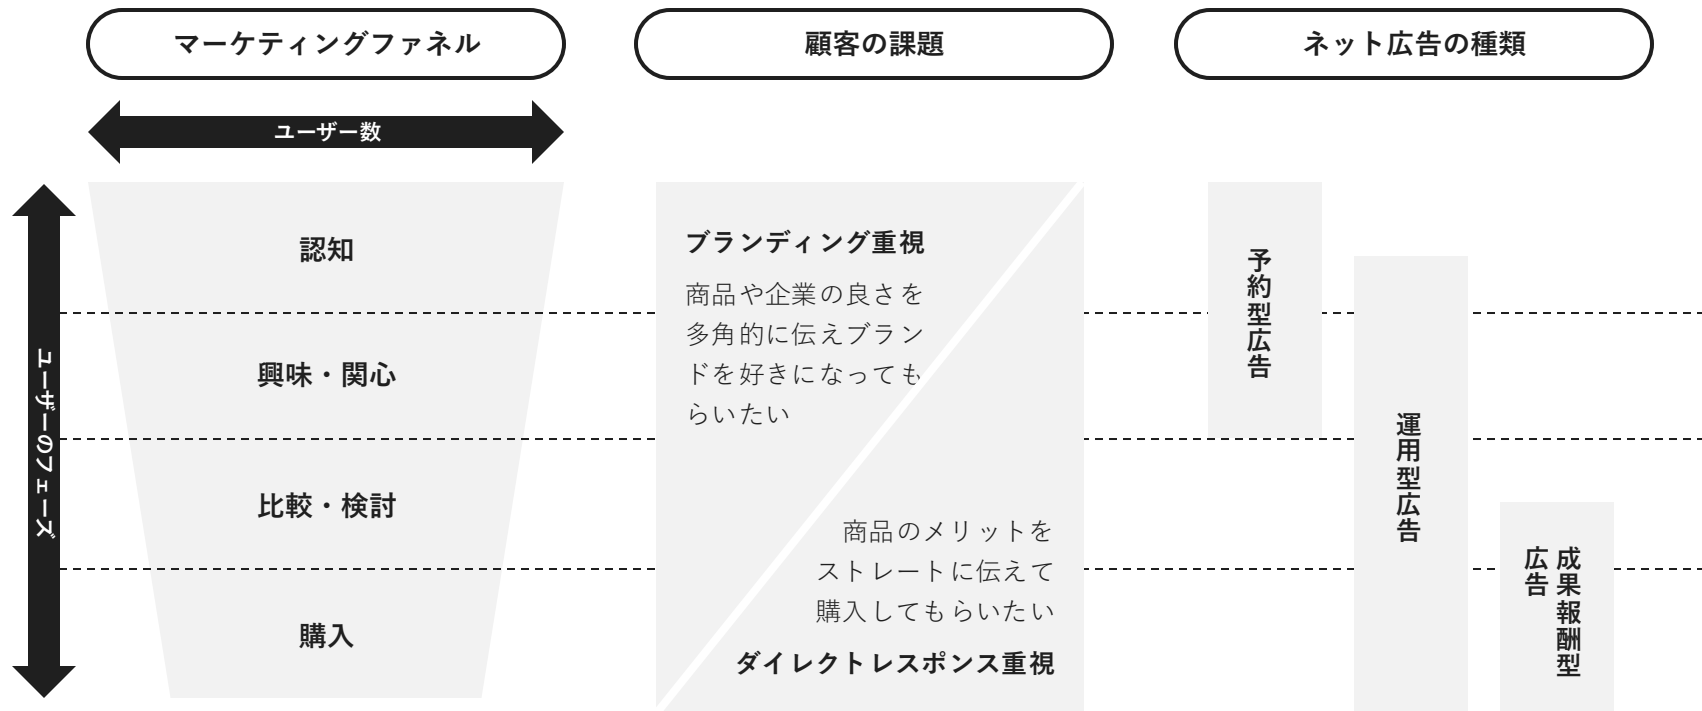 マーケティングファネル
顧客の課題
ネット広告の種類
ユーザー数
ユーザーのフェーズ
認知
興味・関心
比較・検討
購入
ブランディング重視
商品や企業の良さを
多角的に伝えブラン
ドを好きになっても
らいたい
商品のメリットを
ストレートに伝えて
購入してもらいたい
ダイレクトレスポンス重視
予約型広告
運用型広告
成果報酬型
広告